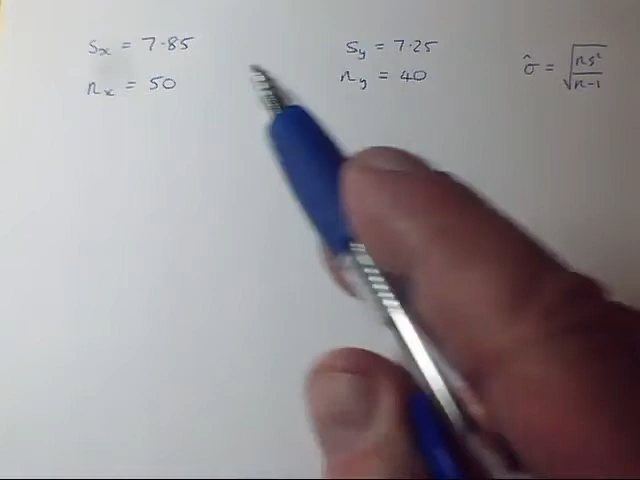 Sx = 7.85
nx = 50
Sy = 7.25
ny = 40
σ̂ = √(ns²/n-1)